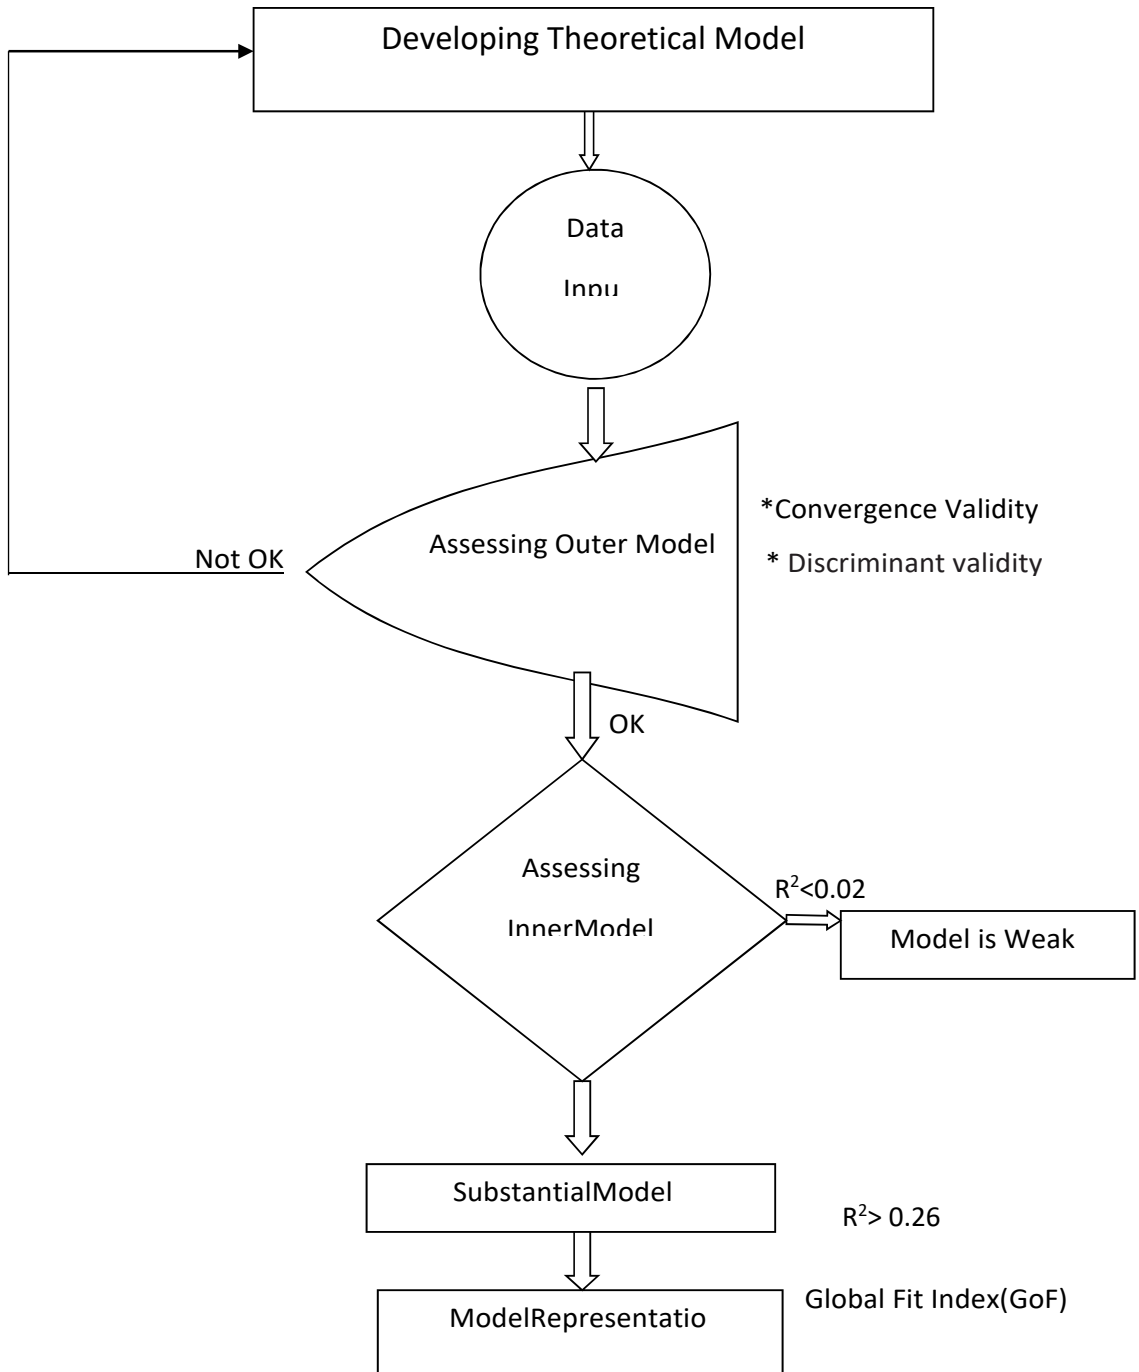 Developing Theoretical Model
Data
Inpu
Assessing Outer Model
*Convergence Validity
* Discriminant validity
Not OK
OK
Assessing
InnerModel
R²<0.02
Model is Weak
SubstantialModel
R²> 0.26
ModelRepresentatio
Global Fit Index(GoF)